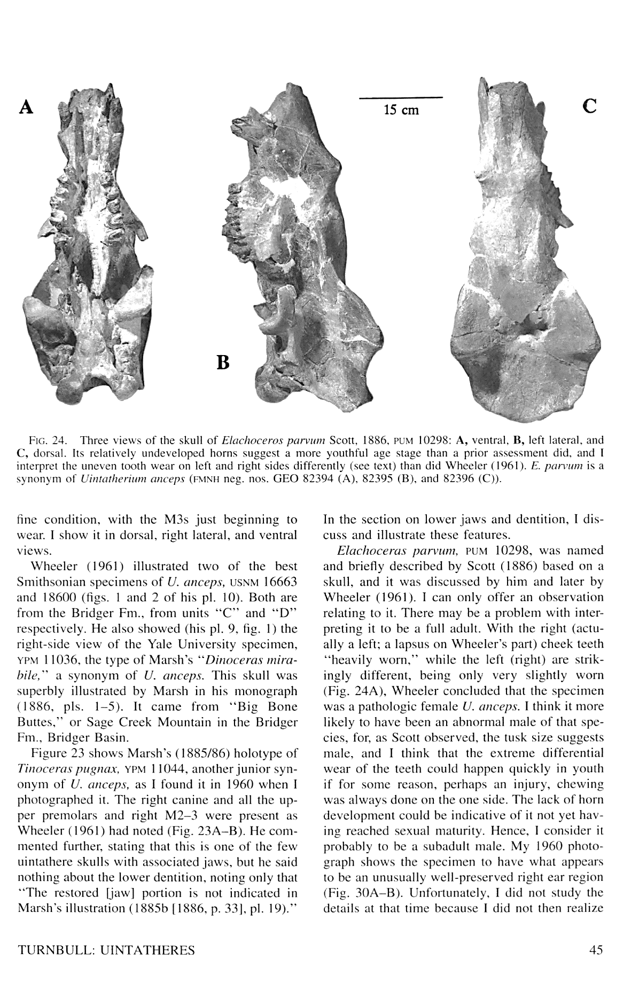 A
15 cm
C
B
FIG. 24. Three views of the skull of Elachoceros parvum Scott, 1886, PUM 10298: A, ventral, B, left lateral, and
C, dorsal. Its relatively undeveloped horns suggest a more youthful age stage than a prior assessment did, and I
interpret the uneven tooth wear on left and right sides differently (see text) than did Wheeler (1961). E. parvum is a
synonym of Uintatherium anceps (FMNH neg. nos. GEO 82394 (A), 82395 (B), and 82396 (C)).
fine condition, with the M3s just beginning to
wear. I show it in dorsal, right lateral, and ventral
views.
Wheeler (1961) illustrated two of the best
Smithsonian specimens of U. anceps, USNM 16663
and 18600 (figs. 1 and 2 of his pl. 10). Both are
from the Bridger Fm., from units “C” and “D”
respectively. He also showed (his pl. 9, fig. 1) the
right-side view of the Yale University specimen,
YPM 11036, the type of Marsh's “Dinoceras mira-
bile,” a synonym of U. anceps. This skull was
superbly illustrated by Marsh in his monograph
(1886, pls. 1–5). It came from “Big Bone
Buttes,” or Sage Creek Mountain in the Bridger
Fm., Bridger Basin.
Figure 23 shows Marsh's (1885/86) holotype of
Tinoceras pugnax, YPM 11044, another junior syn-
onym of U. anceps, as I found it in 1960 when I
photographed it. The right canine and all the up-
per premolars and right M2–3 were present as
Wheeler (1961) had noted (Fig. 23A–B). He com-
mented further, stating that this is one of the few
uintathere skulls with associated jaws, but he said
nothing about the lower dentition, noting only that
“The restored [jaw] portion is not indicated in
Marsh's illustration (1885b [1886, p. 33], pl. 19).”
In the section on lower jaws and dentition, I dis-
cuss and illustrate these features.
Elachoceras parvum, PUM 10298, was named
and briefly described by Scott (1886) based on a
skull, and it was discussed by him and later by
Wheeler (1961). I can only offer an observation
relating to it. There may be a problem with inter-
preting it to be a full adult. With the right (actu-
ally a left; a lapsus on Wheeler's part) cheek teeth
“heavily worn,” while the left (right) are strik-
ingly different, being only very slightly worn
(Fig. 24A), Wheeler concluded that the specimen
was a pathologic female U. anceps. I think it more
likely to have been an abnormal male of that spe-
cies, for, as Scott observed, the tusk size suggests
male, and I think that the extreme differential
wear of the teeth could happen quickly in youth
if for some reason, perhaps an injury, chewing
was always done on the one side. The lack of horn
development could be indicative of it not yet hav-
ing reached sexual maturity. Hence, I consider it
probably to be a subadult male. My 1960 photo-
graph shows the specimen to have what appears
to be an unusually well-preserved right ear region
(Fig. 30A–B). Unfortunately, I did not study the
details at that time because I did not then realize
TURNBULL: UINTATHERES
45